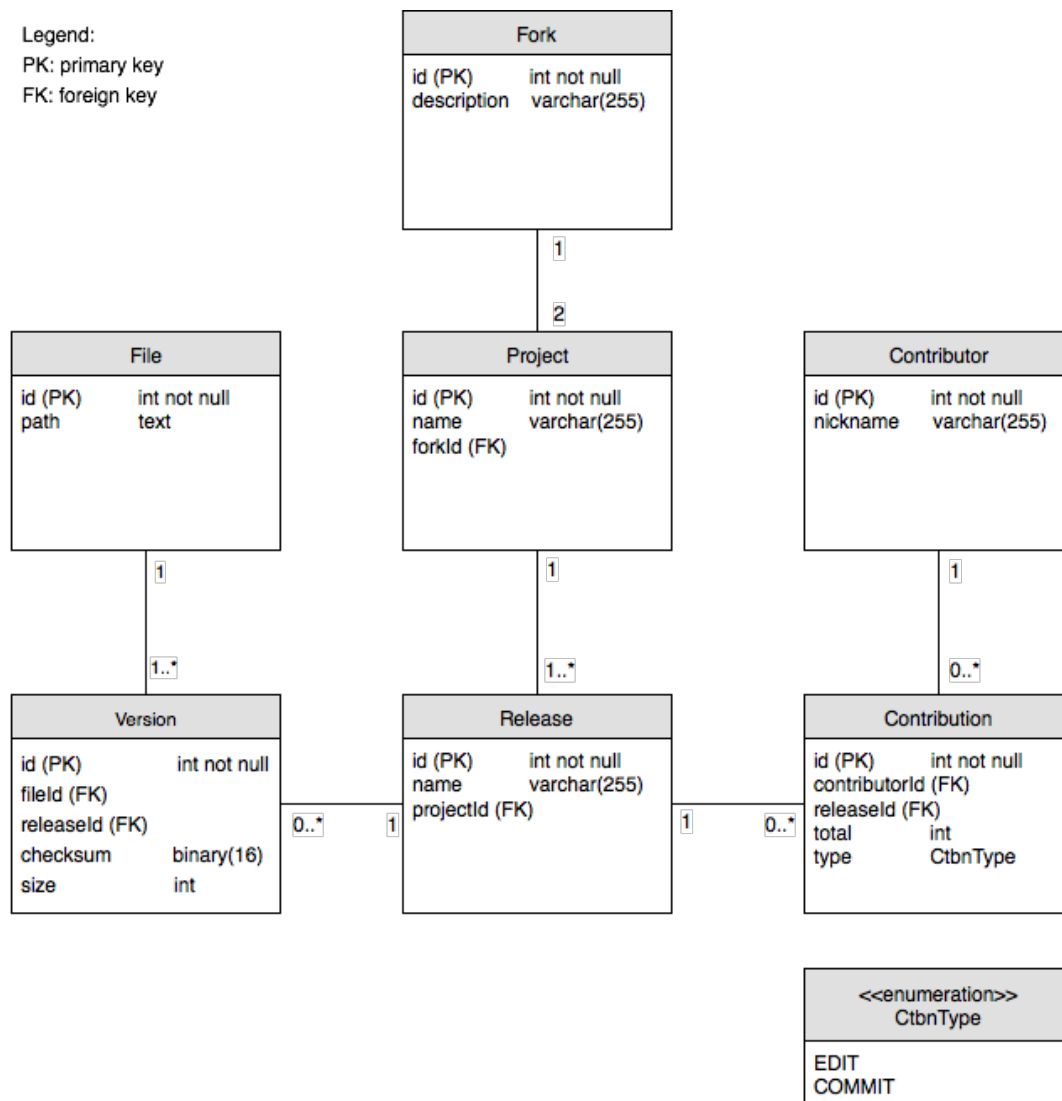 Legend:
PK: primary key
FK: foreign key
Fork
id (PK) int not null
description varchar(255)
1
2
File
id (PK) int not null
path text
Project
id (PK) int not null
name varchar(255)
forkId (FK)
Contributor
id (PK) int not null
nickname varchar(255)
1
1
1
1..*
1..*
0..*
Version
id (PK) int not null
fileId (FK)
releaseId (FK)
checksum binary(16)
size int
0..*
1
Release
id (PK) int not null
name varchar(255)
projectId (FK)
1
0..*
Contribution
id (PK) int not null
contributorId (FK)
releaseId (FK)
total int
type CtbnType
<<enumeration>>
CtbnType
EDIT
COMMIT